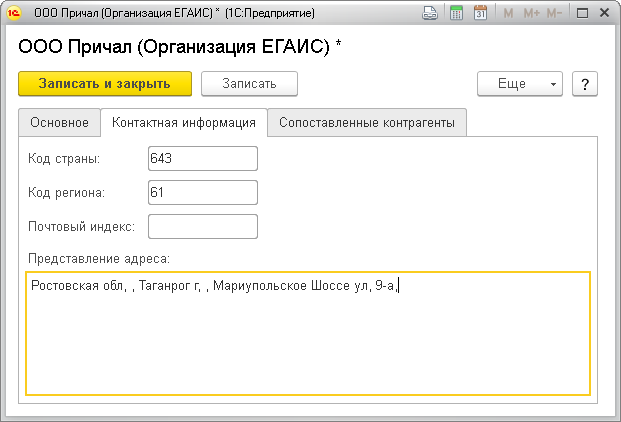 ООО Причал (Организация ЕГАИС) * (1С:Предприятие)
31 M M+ M-
ООО Причал (Организация ЕГАИС) *
Записать и закрыть Записать Еще ?
Основное Контактная информация Сопоставленные контрагенты
Код страны: 643
Код региона: 61
Почтовый индекс:
Представление адреса:
Ростовская обл, , Таганрог г, , Мариупольское Шоссе ул, 9-а,